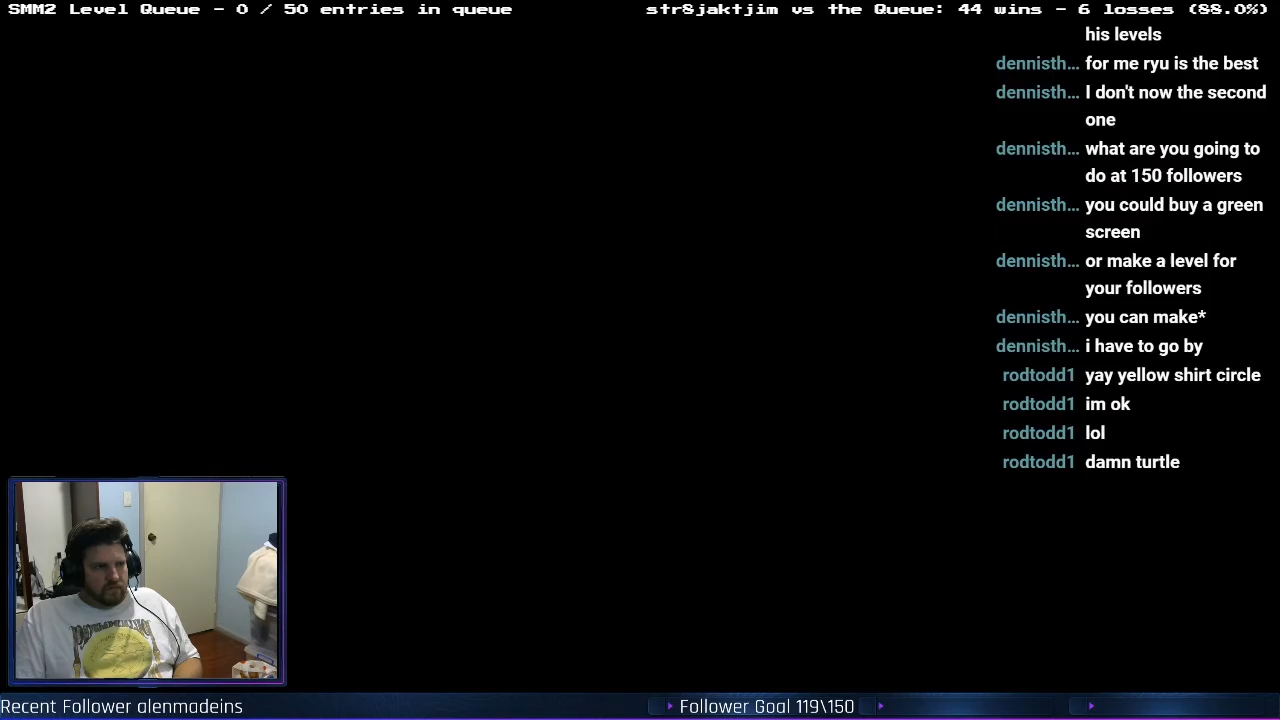 SMM2 Level Queue - 0 / 50 entries in queue
str8jaktjim vs the Queue: 44 wins - 6 losses (88.0%)
his levels
dennisth... for me ryu is the best
dennisth... I don't now the second
one
dennisth... what are you going to
do at 150 followers
dennisth... you could buy a green
screen
dennisth... or make a level for
your followers
dennisth... you can make*
dennisth... i have to go by
rodtodd1 yay yellow shirt circle
rodtodd1 im ok
rodtodd1 lol
rodtodd1 damn turtle
Recent Follower alenmadeins
Follower Goal 119\150